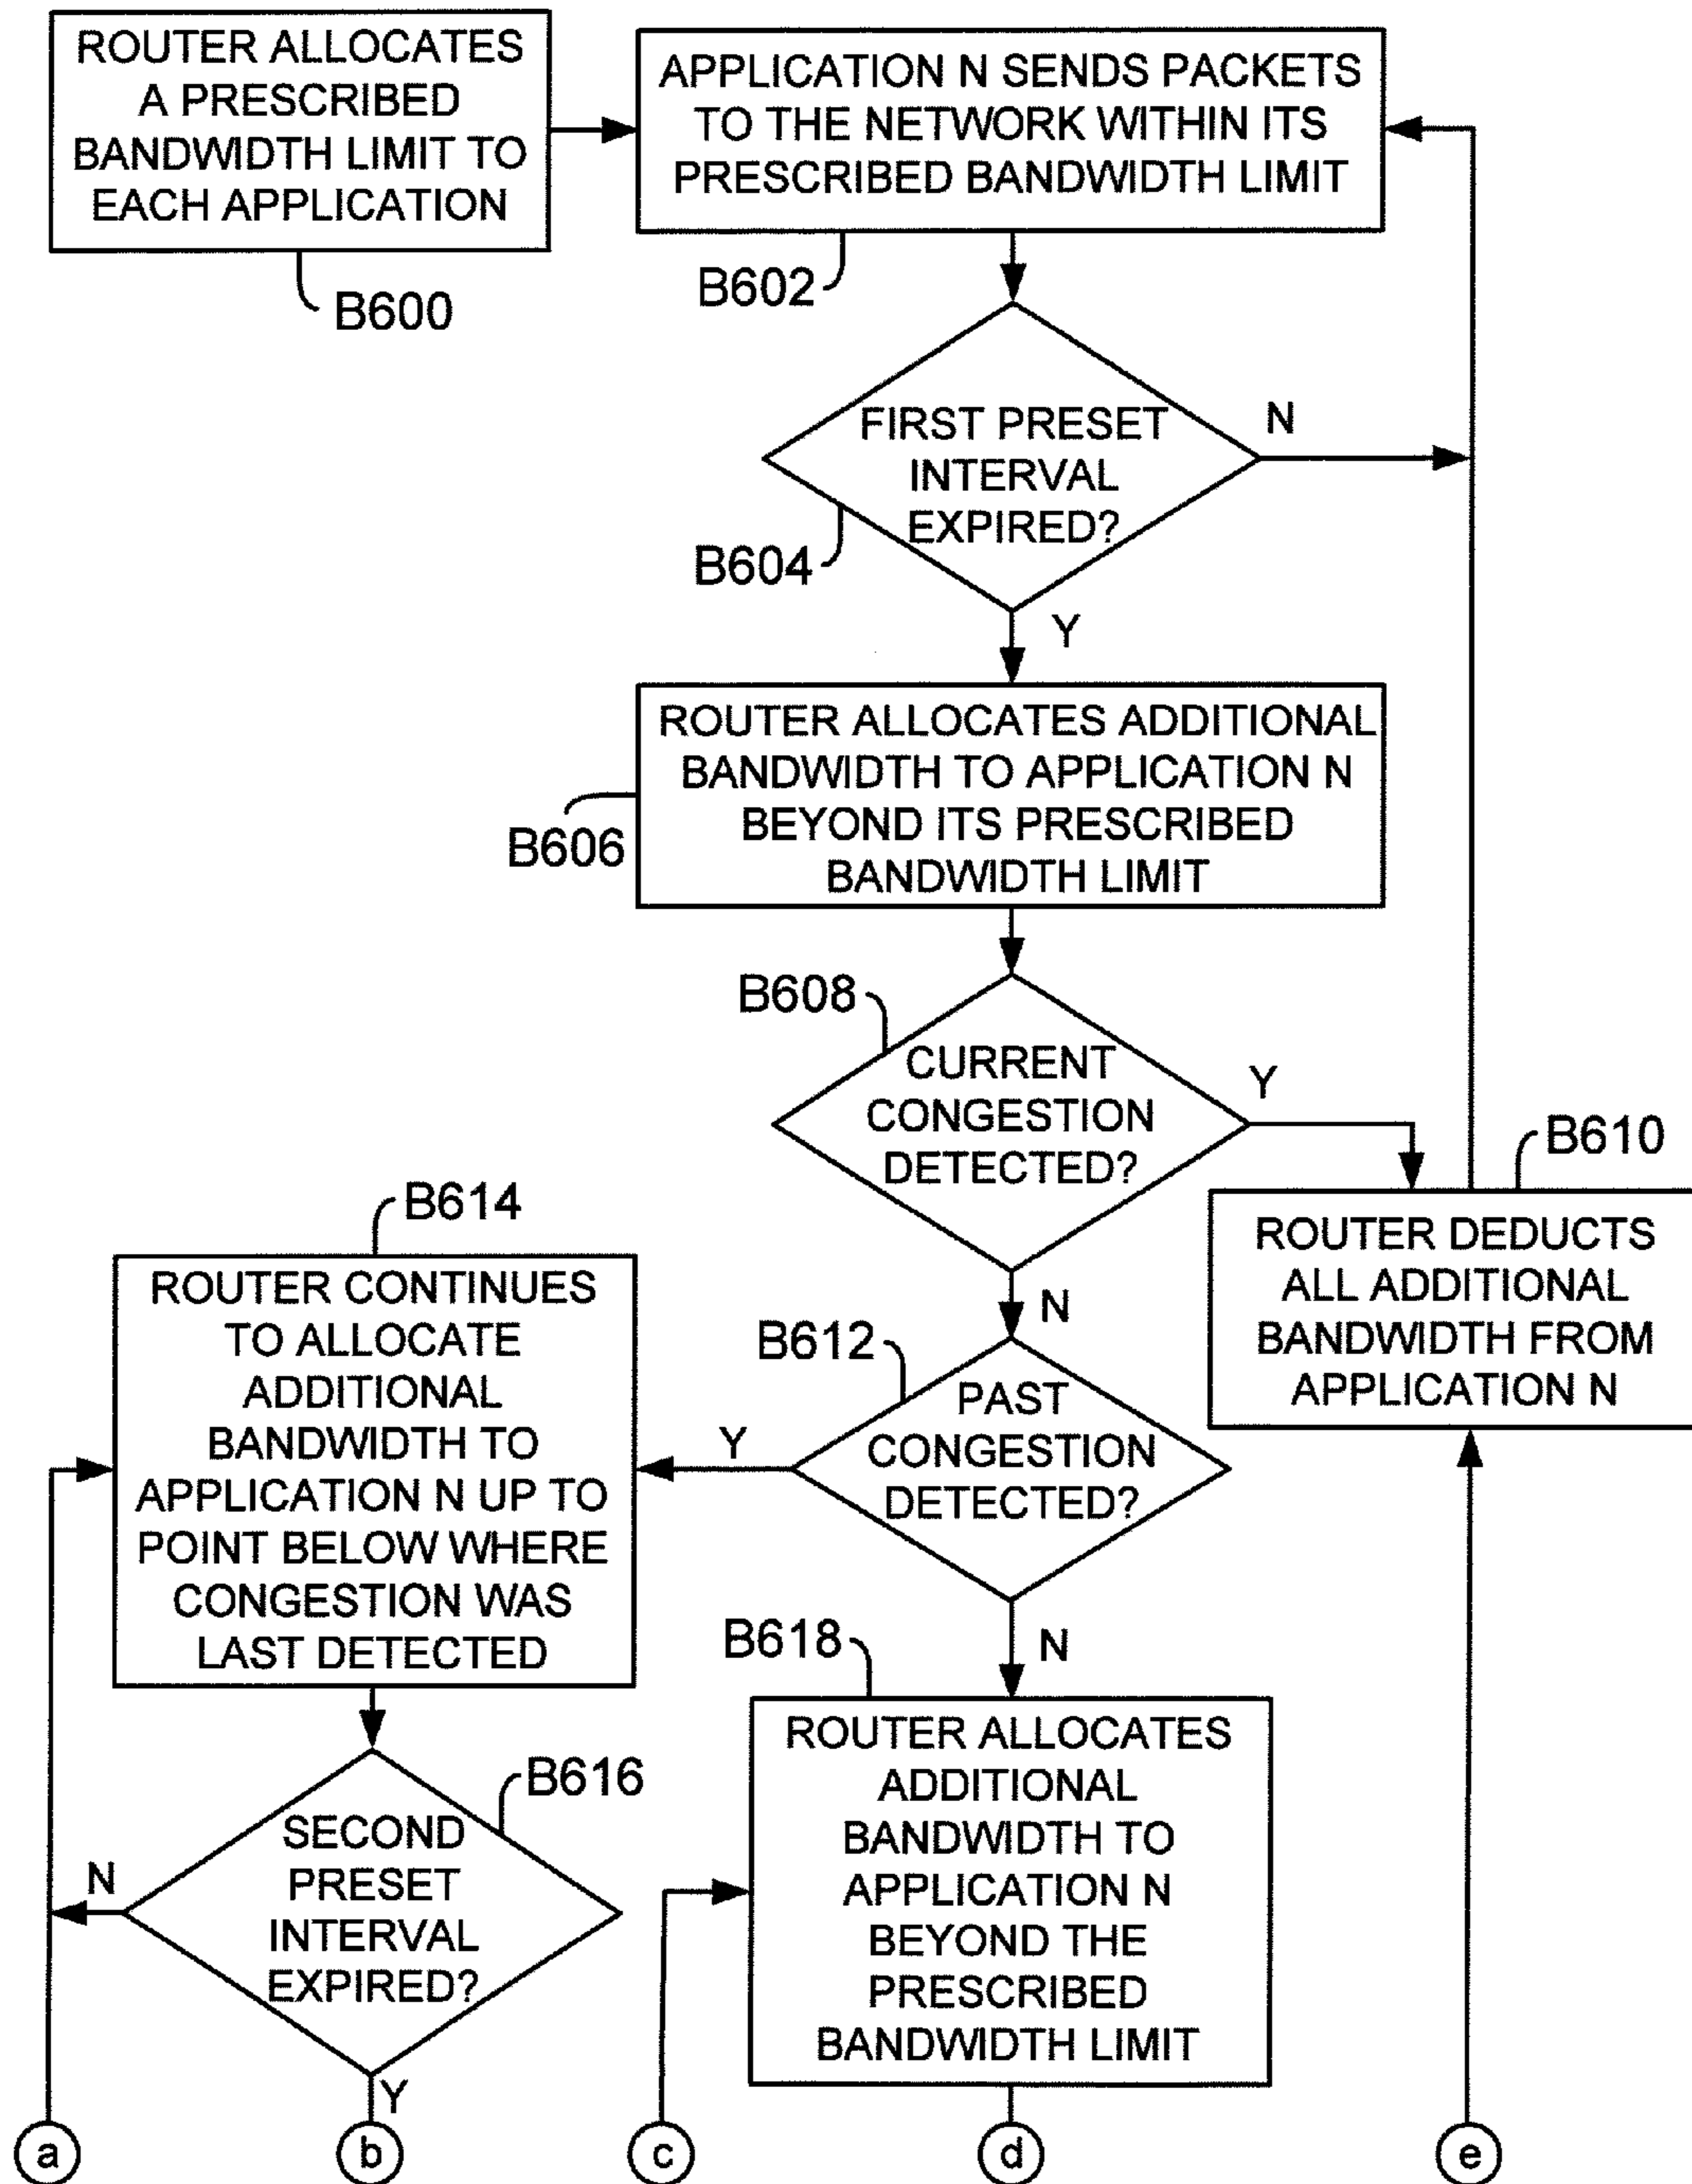 ROUTER ALLOCATES
A PRESCRIBED
BANDWIDTH LIMIT TO
EACH APPLICATION
B600
APPLICATION N SENDS PACKETS
TO THE NETWORK WITHIN ITS
PRESCRIBED BANDWIDTH LIMIT
B602
FIRST PRESET
INTERVAL
EXPIRED?
N
B604
Y
ROUTER ALLOCATES ADDITIONAL
BANDWIDTH TO APPLICATION N
BEYOND ITS PRESCRIBED
BANDWIDTH LIMIT
B606
B608
CURRENT
CONGESTION
DETECTED?
Y
B610
ROUTER DEDUCTS
ALL ADDITIONAL
BANDWIDTH FROM
APPLICATION N
N
B612
PAST
CONGESTION
DETECTED?
Y
B614
ROUTER CONTINUES
TO ALLOCATE
ADDITIONAL
BANDWIDTH TO
APPLICATION N UP TO
POINT BELOW WHERE
CONGESTION WAS
LAST DETECTED
N
B616
SECOND
PRESET
INTERVAL
EXPIRED?
N
Y
B618
ROUTER ALLOCATES
ADDITIONAL
BANDWIDTH TO
APPLICATION N
BEYOND THE
PRESCRIBED
BANDWIDTH LIMIT
a
b
c
d
e